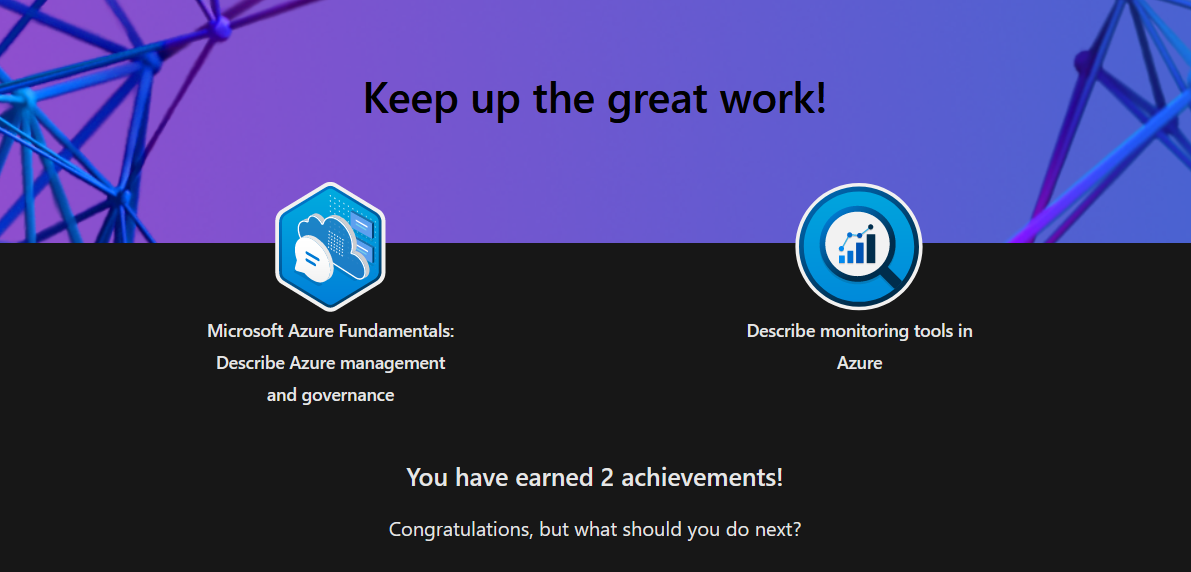 Keep up the great work!
Microsoft Azure Fundamentals:
Describe Azure management
and governance
Describe monitoring tools in
Azure
You have earned 2 achievements!
Congratulations, but what should you do next?